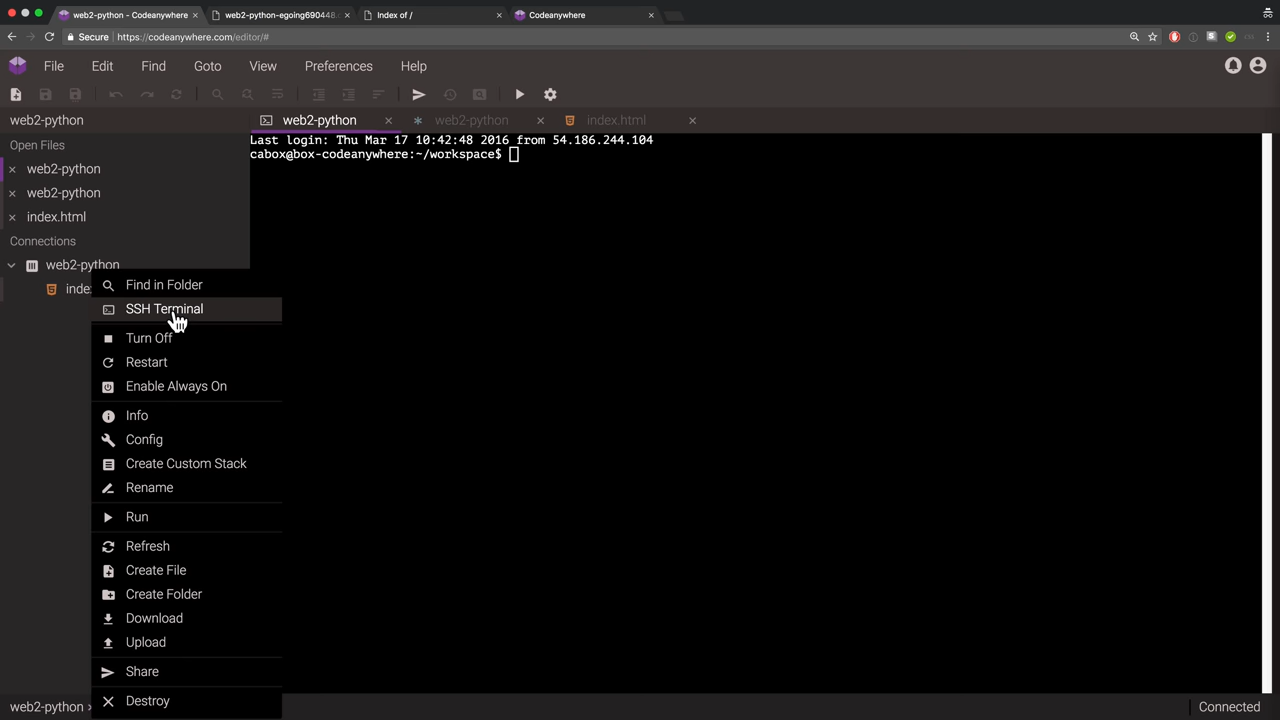 web2-python - Codeanywhere
web2-python-egoing690448.
Index of /
Codeanywhere
Secure
https://codeanywhere.com/editor/#
File
Edit
Find
Goto
View
Preferences
Help
web2-python
web2-python
web2-python
index.html
Open Files
web2-python
web2-python
index.html
Connections
web2-python
inde
Last login: Thu Mar 17 10:42:48 2016 from 54.186.244.104
cabox@box-codeanywhere:~/workspace$
Find in Folder
SSH Terminal
Turn Off
Restart
Enable Always On
Info
Config
Create Custom Stack
Rename
Run
Refresh
Create File
Create Folder
Download
Upload
Share
Destroy
web2-python
Connected